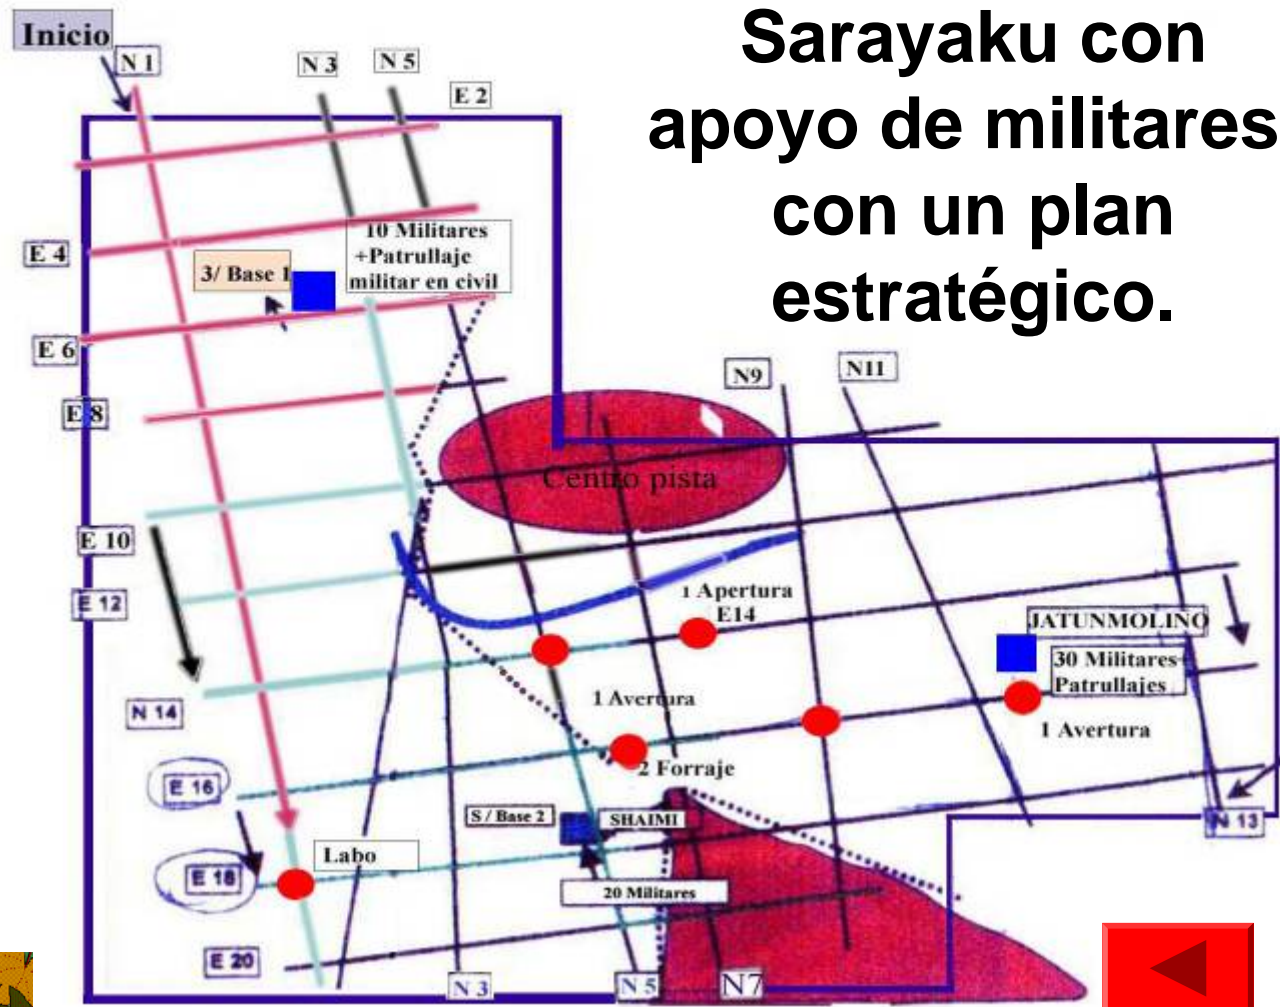 Sarayaku con
apoyo de militares
con un plan
estratégico.
Inicio
N 1
N 3
N 5
E 2
E 4
10 Militares
+Patrullaje
militar en civil
3/ Base 1
E 6
E 8
N9
N11
Centro pista
E 10
E 12
1 Apertura
E14
JATUNMOLINO
30 Militares+
Patrullajes
1 Avertura
N 14
1 Avertura
2 Forraje
E 16
S / Base 2
SHAIMI
N 13
Labo
E 18
20 Militares
E 20
N 3
N 5
N7